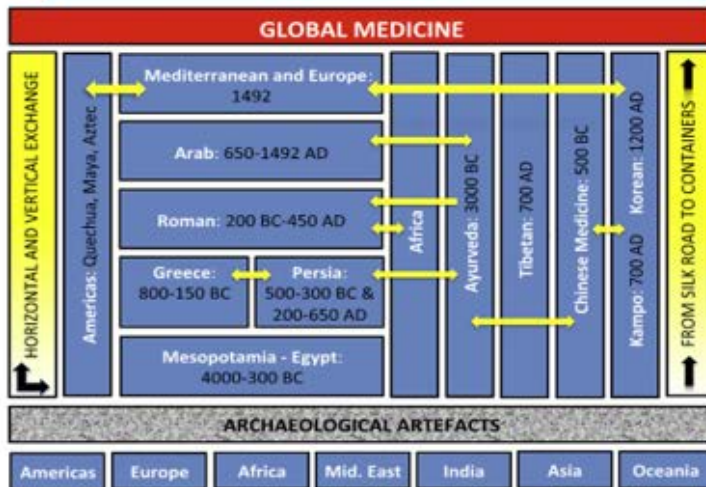 GLOBAL MEDICINE
HORIZONTAL AND VERTICAL EXCHANGE
Americas: Quechua, Maya, Aztec
Mediterranean and Europe:
1492
Arab: 650-1492 AD
Roman: 200 BC-450 AD
Greece:
800-150 BC
Persia:
500-300 BC &
200-650 AD
Mesopotamia - Egypt:
4000-300 BC
Africa
Ayurveda: 3000 BC
Tibetan: 700 AD
Chinese Medicine: 500 BC
Kampo: 700 AD Korean: 1200 AD
FROM SILK ROAD TO CONTAINERS
ARCHAEOLOGICAL ARTEFACTS
Americas
Europe
Africa
Mid. East
India
Asia
Oceania